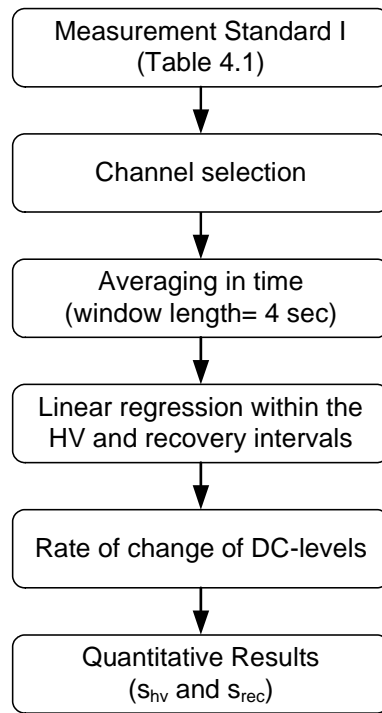 Measurement Standard I
(Table 4.1)
Channel selection
Averaging in time
(window length= 4 sec)
Linear regression within the
HV and recovery intervals
Rate of change of DC-levels
Quantitative Results
(shv and srec)